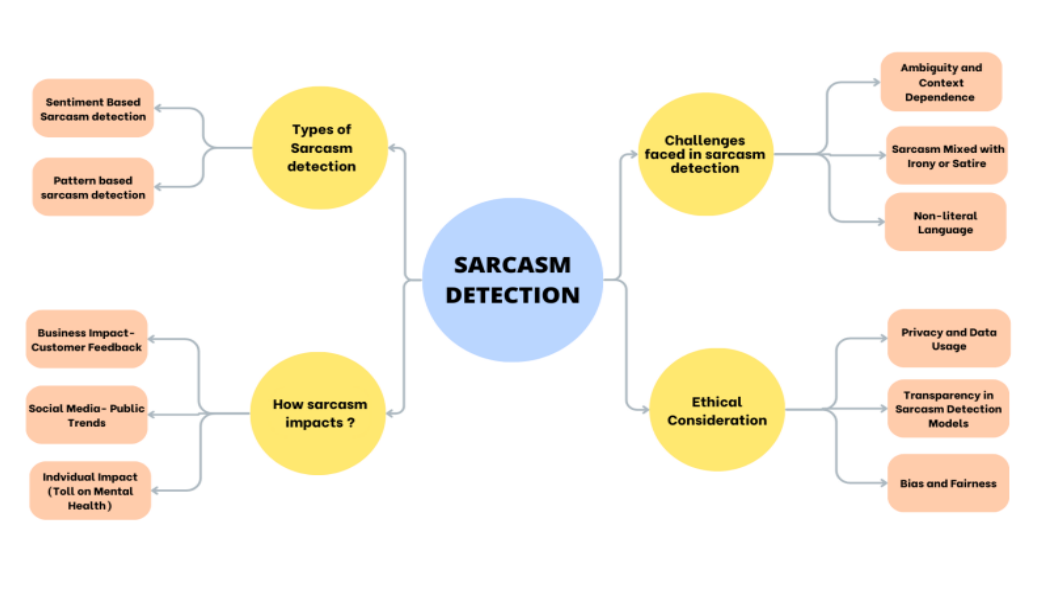 SARCASM
DETECTION
Types of
Sarcasm
detection
Sentiment Based
Sarcasm detection
Pattern based
sarcasm detection
How sarcasm
impacts ?
Business Impact-
Customer Feedback
Social Media- Public
Trends
Indvidual Impact
(Toll on Mental
Health)
Challenges
faced in sarcasm
detection
Ambiguity and
Context
Dependence
Sarcasm Mixed with
Irony or Satire
Non-literal
Language
Ethical
Consideration
Privacy and Data
Usage
Transparency in
Sarcasm Detection
Models
Bias and Fairness